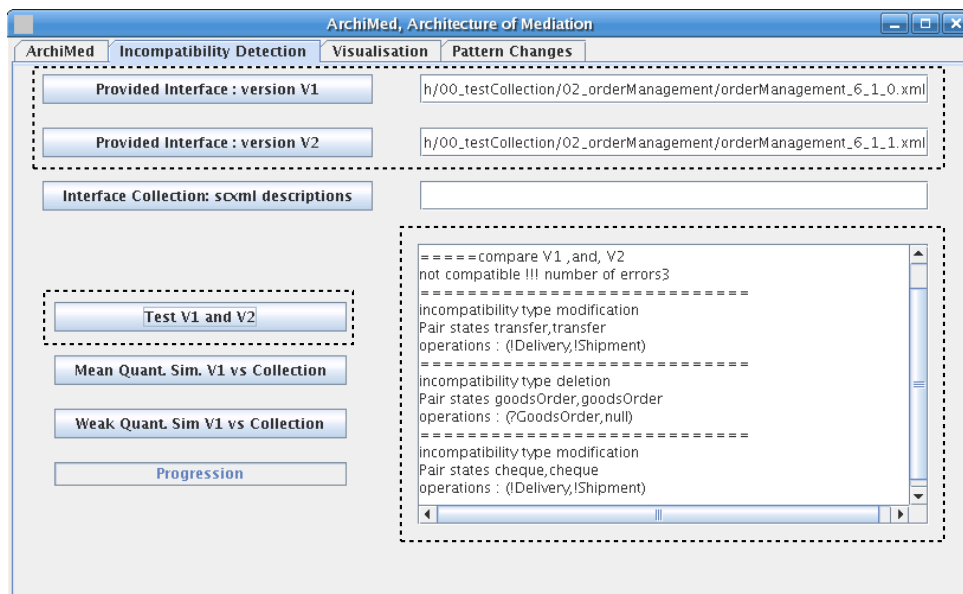 ArchiMed, Architecture of Mediation
ArchiMed Incompatibility Detection Visualisation Pattern Changes
Provided Interface : version V1 h/00_testCollection/02_orderManagement/orderManagement_6_1_0.xml
Provided Interface : version V2 h/00_testCollection/02_orderManagement/orderManagement_6_1_1.xml
Interface Collection: scxml descriptions
=====compare V1 ,and, V2
not compatible !!! number of errors3
============================
incompatibility type modification
Pair states transfer,transfer
operations : (!Delivery,!Shipment)
============================
incompatibility type deletion
Pair states goodsOrder,goodsOrder
operations : (?GoodsOrder,null)
============================
incompatibility type modification
Pair states cheque,cheque
operations : (!Delivery,!Shipment)
Test V1 and V2
Mean Quant. Sim. V1 vs Collection
Weak Quant. Sim V1 vs Collection
Progression